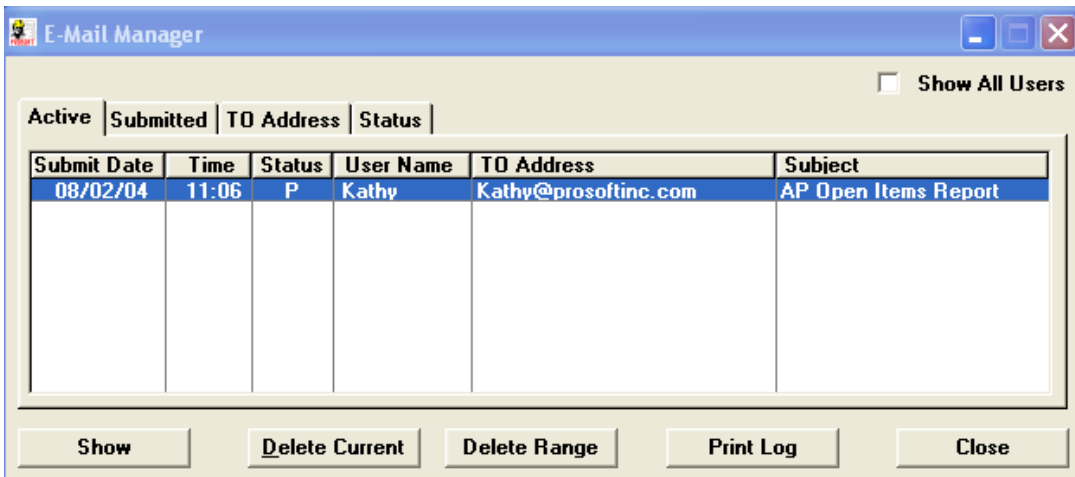 E-Mail Manager
Show All Users
Active Submitted TO Address Status
Submit Date Time Status User Name TO Address Subject
08/02/04 11:06 P Kathy Kathy@prosoftinc.com AP Open Items Report
Show Delete Current Delete Range Print Log Close